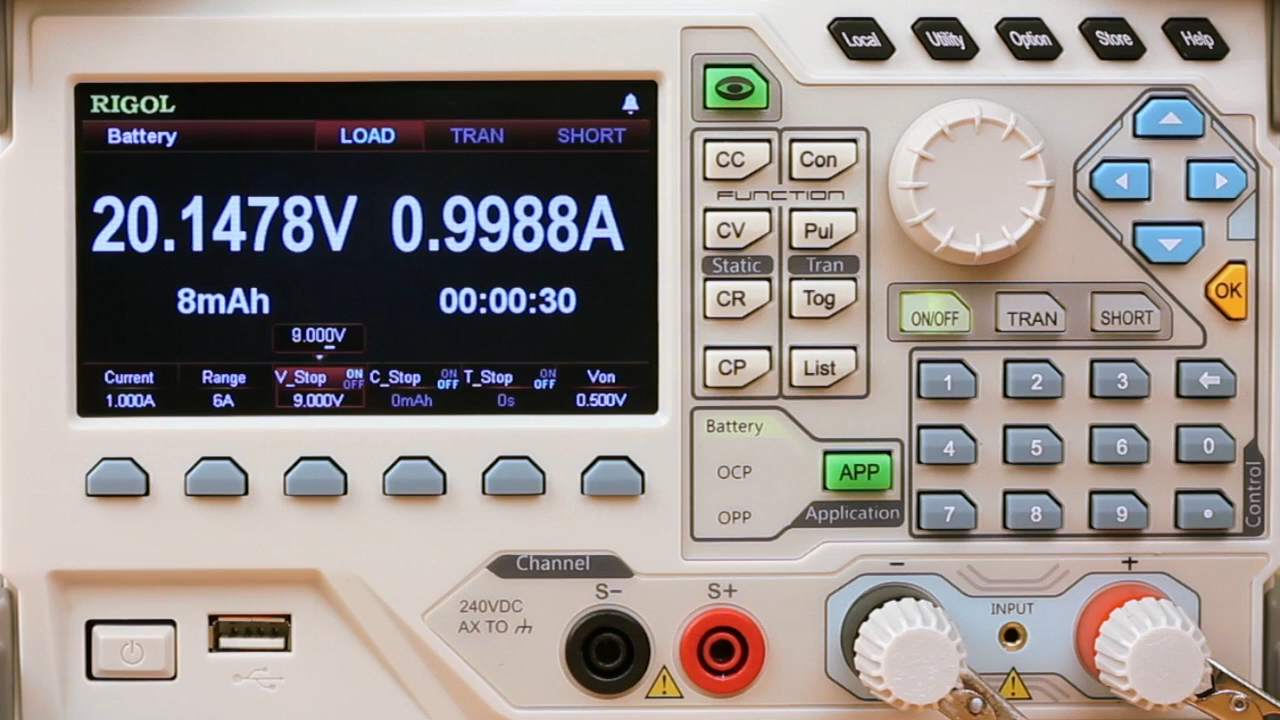 Local Utility Option Store Help
RIGOL
Battery LOAD TRAN SHORT
20.1478V 0.9988A
8mAh 00:00:30
9.000V
Current Range V_Stop ON OFF C_Stop ON OFF T_Stop ON OFF Von
1.000A 6A 9.000V 0mAh 0s 0.500V
CC Con
FUNCTION
CV Pul
Static Tran
CR Tog
CP List
OK
ON/OFF TRAN SHORT
1 2 3
4 5 6 0
7 8 9
Control
Battery
OCP APP
OPP Application
Channel
240VDC
AX TO
S- S+
- +
INPUT